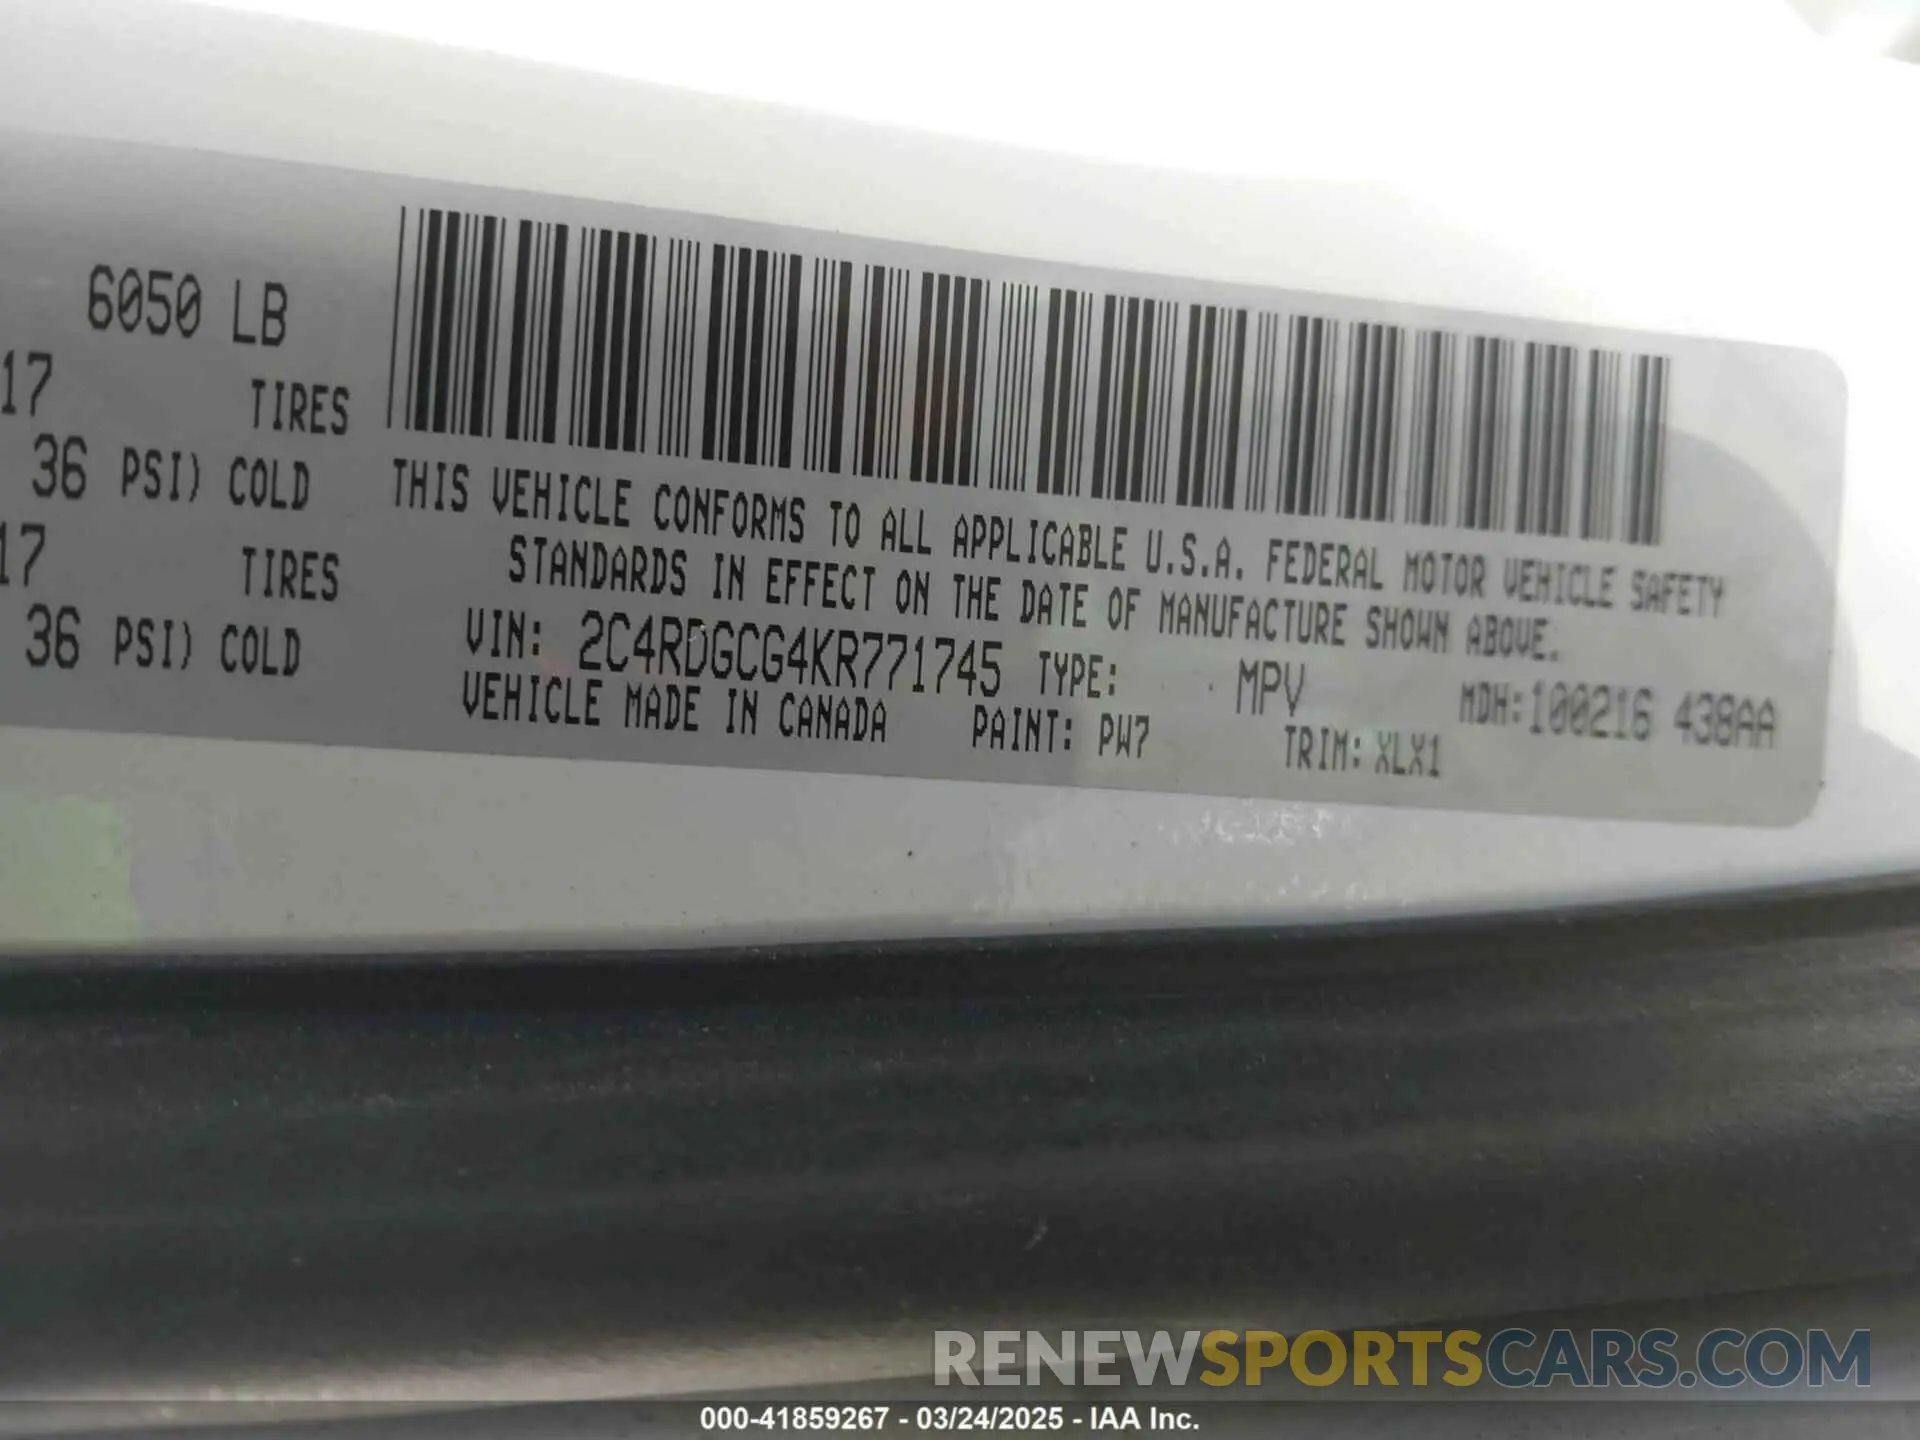 6050 LB
17 TIRES
36 PSI) COLD
17 TIRES
36 PSI) COLD
THIS VEHICLE CONFORMS TO ALL APPLICABLE U.S.A. FEDERAL MOTOR VEHICLE SAFETY
STANDARDS IN EFFECT ON THE DATE OF MANUFACTURE SHOWN ABOVE.
VIN: 2C4RDGCG4KR771745 TYPE: MPV MDH:100216 438AA
VEHICLE MADE IN CANADA PAINT: PW7 TRIM: XLX1
RENEWSPORTSCARS.COM
000-41859267 - 03/24/2025 - IAA Inc.